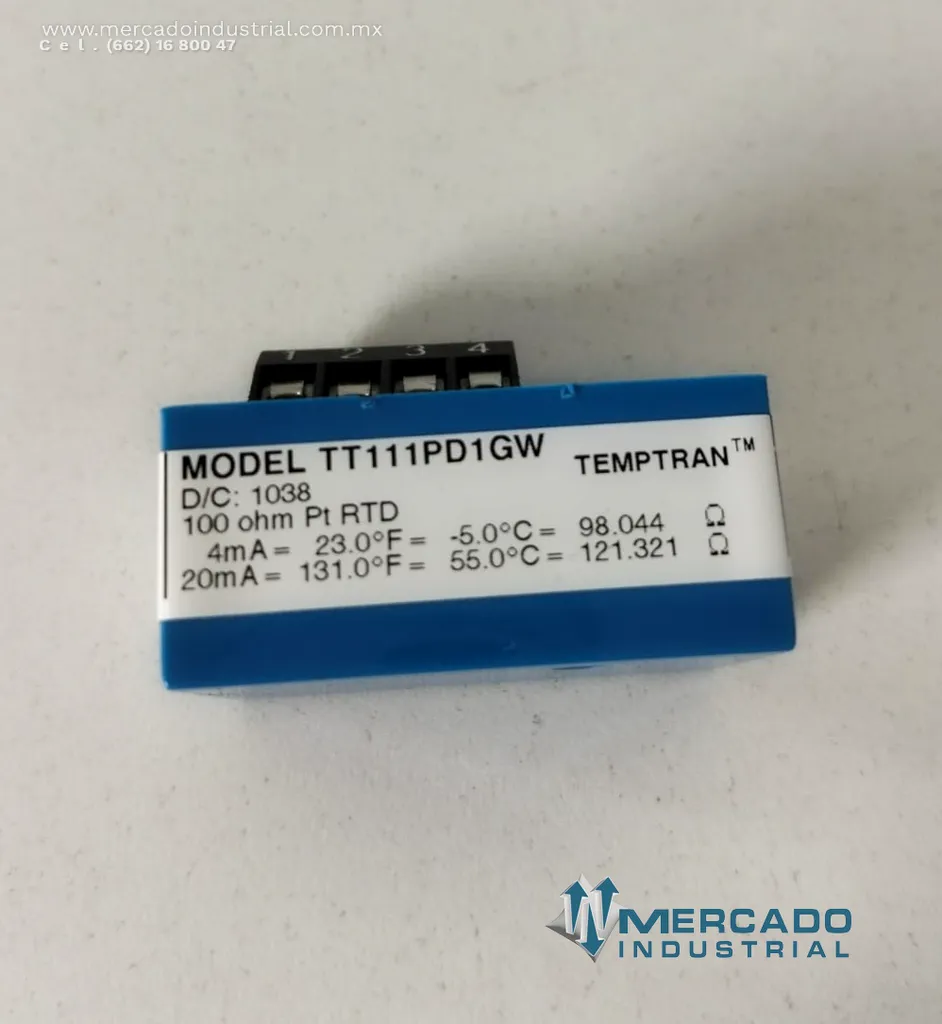 www.mercadoindustrial.com.mx
Cel. (662) 16 800 47
1 2 3 4
MODEL TT111PD1GW TEMPTRAN™
D/C: 1038
100 ohm Pt RTD
4mA = 23.0°F = -5.0°C = 98.044 Ω
20mA = 131.0°F = 55.0°C = 121.321 Ω
MERCADO
INDUSTRIAL